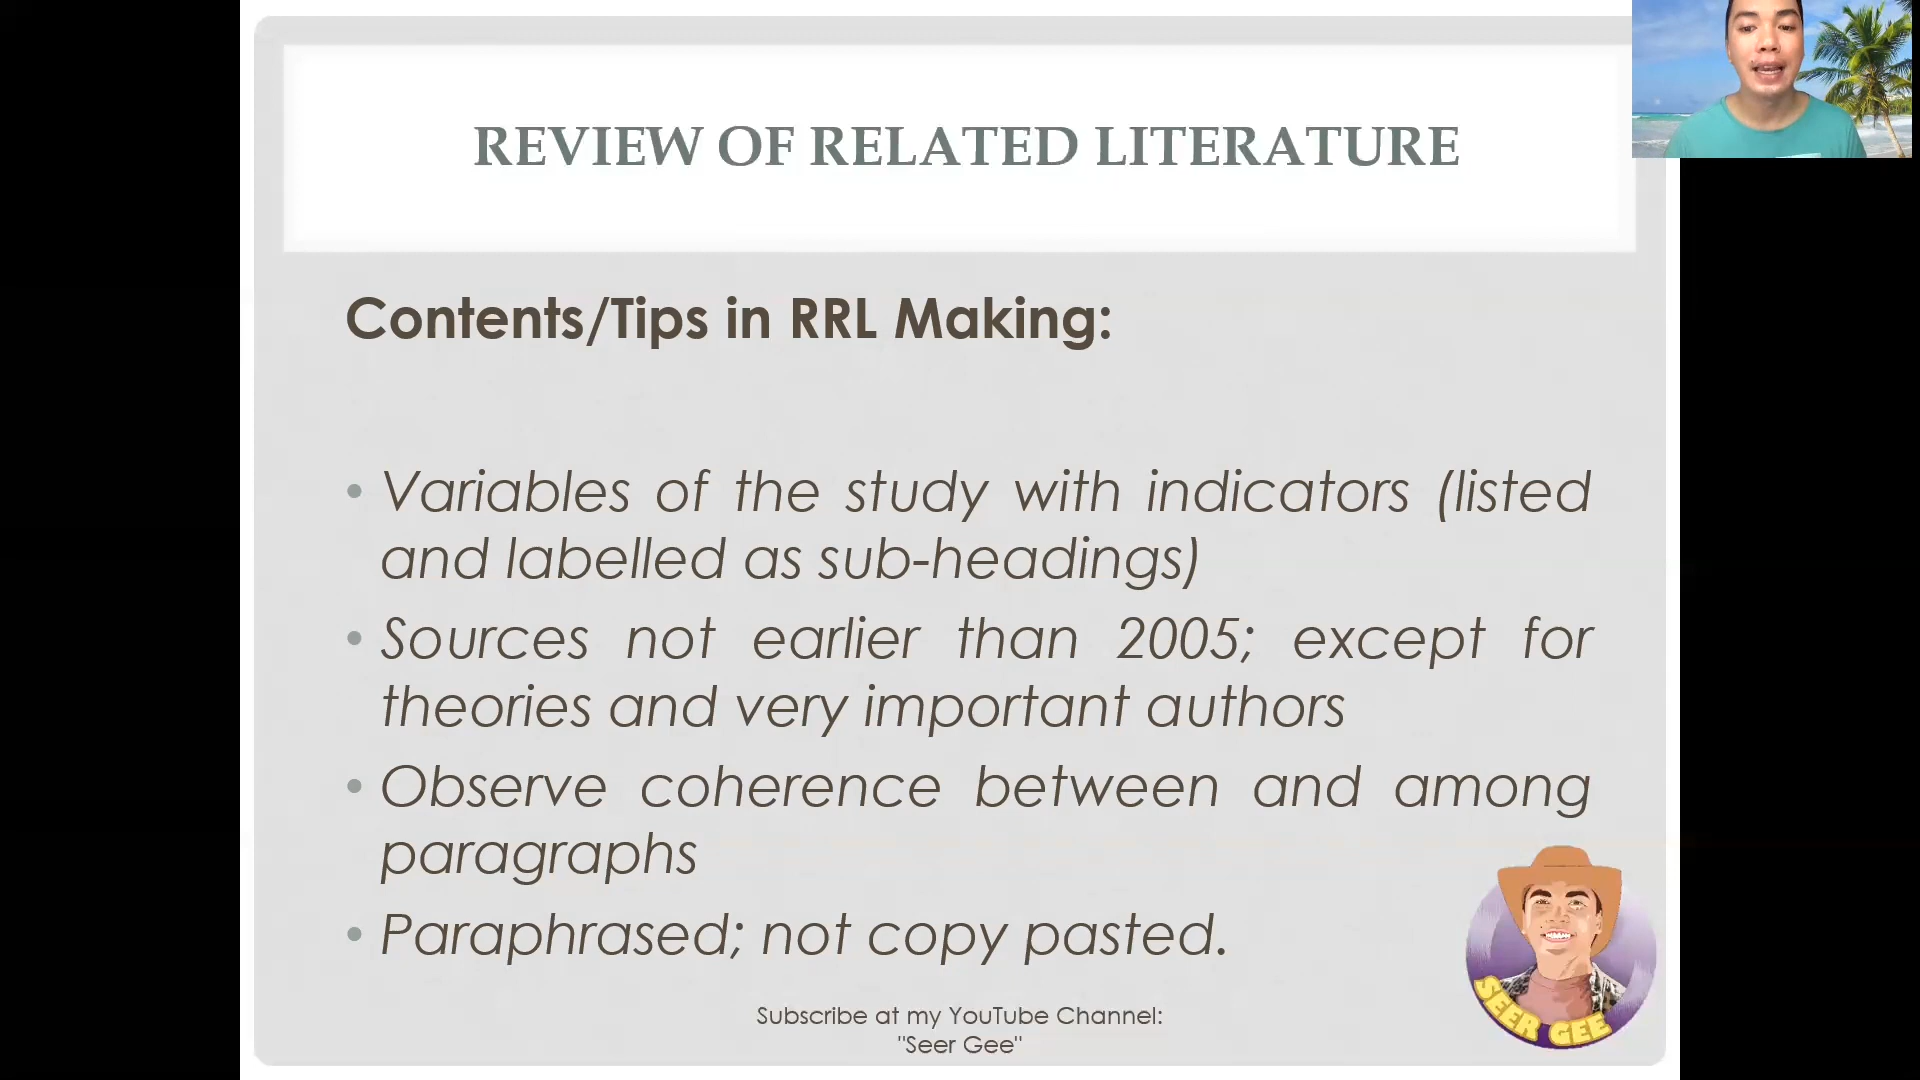 REVIEW OF RELATED LITERATURE
Contents/Tips in RRL Making:
• Variables of the study with indicators (listed
and labelled as sub-headings)
• Sources not earlier than 2005; except for
theories and very important authors
• Observe coherence between and among
paragraphs
• Paraphrased; not copy pasted.
Subscribe at my YouTube Channel:
"Seer Gee"
SEER GEE